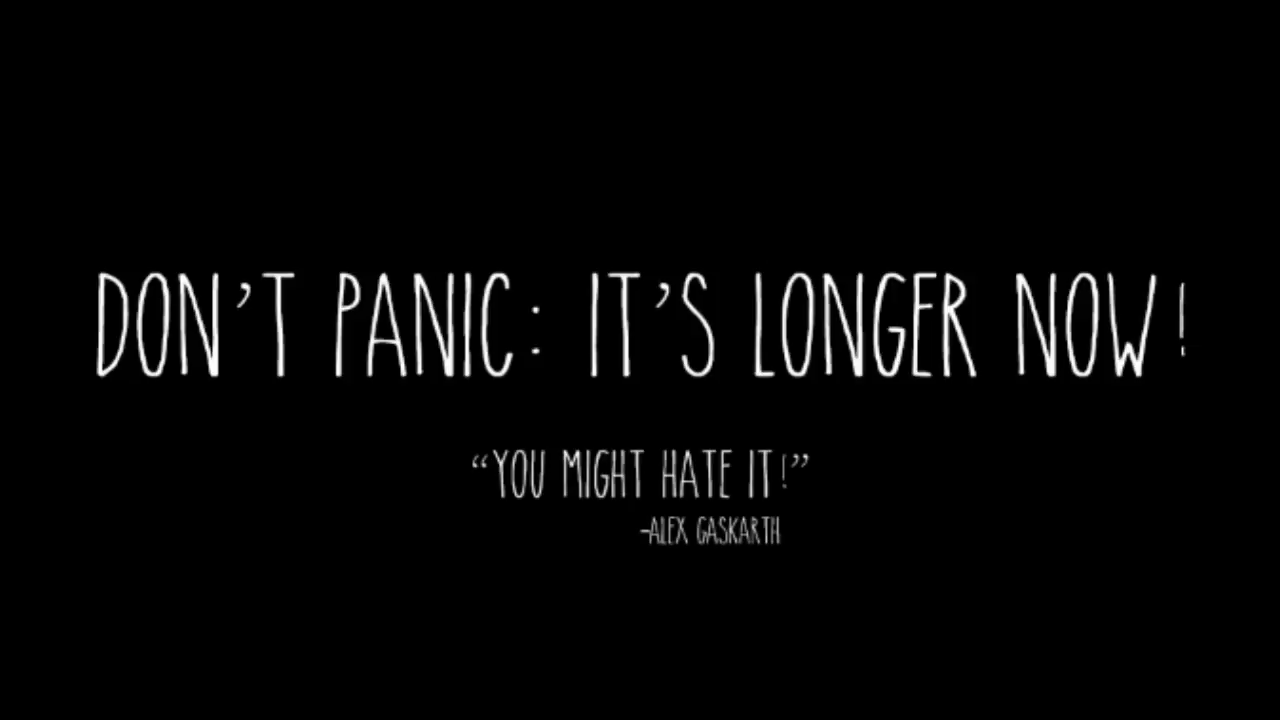 DON'T PANIC: IT'S LONGER NOW!
"YOU MIGHT HATE IT!"
-ALEX GASKARTH